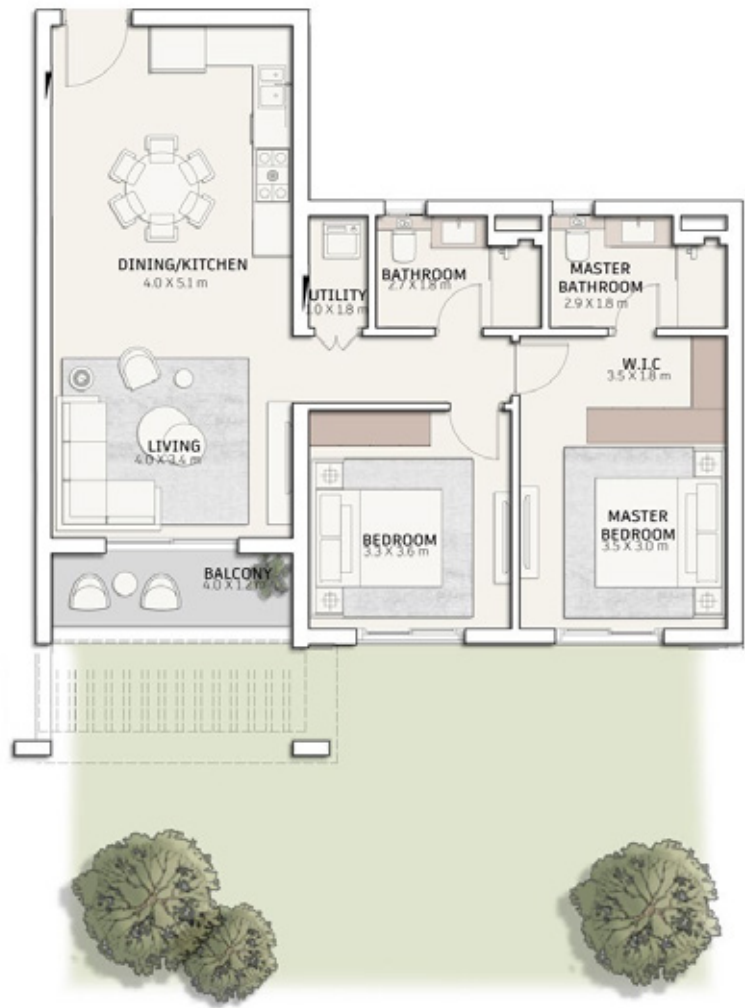 DINING/KITCHEN
4.0 X 5.1 m
UTILITY
1.0 X 1.8 m
BATHROOM
2.7 X 1.8 m
MASTER
BATHROOM
2.9 X 1.8 m
W.I.C
3.5 X 1.8 m
LIVING
4.0 X 3.4 m
BEDROOM
3.3 X 3.6 m
MASTER
BEDROOM
3.5 X 3.0 m
BALCONY
4.0 X 1.2 m